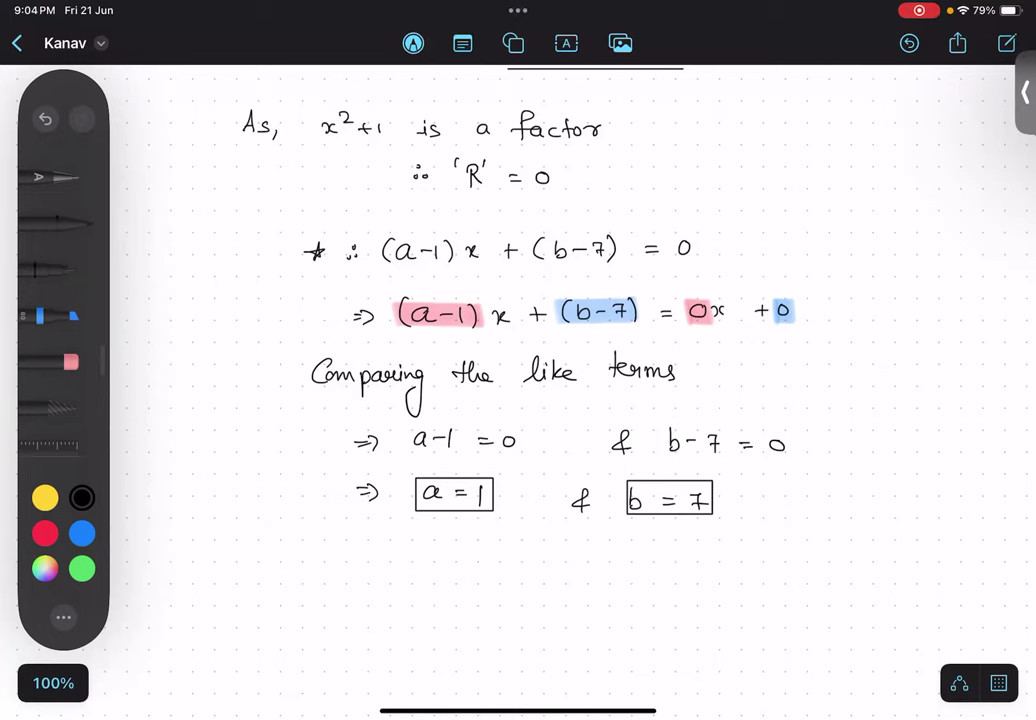 9:04 PM Fri 21 Jun 79%
Kanav
As, x²+1 is a factor
∴ 'R' = 0
* ∴ (a-1)x + (b-7) = 0
⇒ (a-1)x + (b-7) = 0x + 0
Comparing the like terms
⇒ a-1 = 0 & b-7 = 0
⇒ a = 1 & b = 7
100%